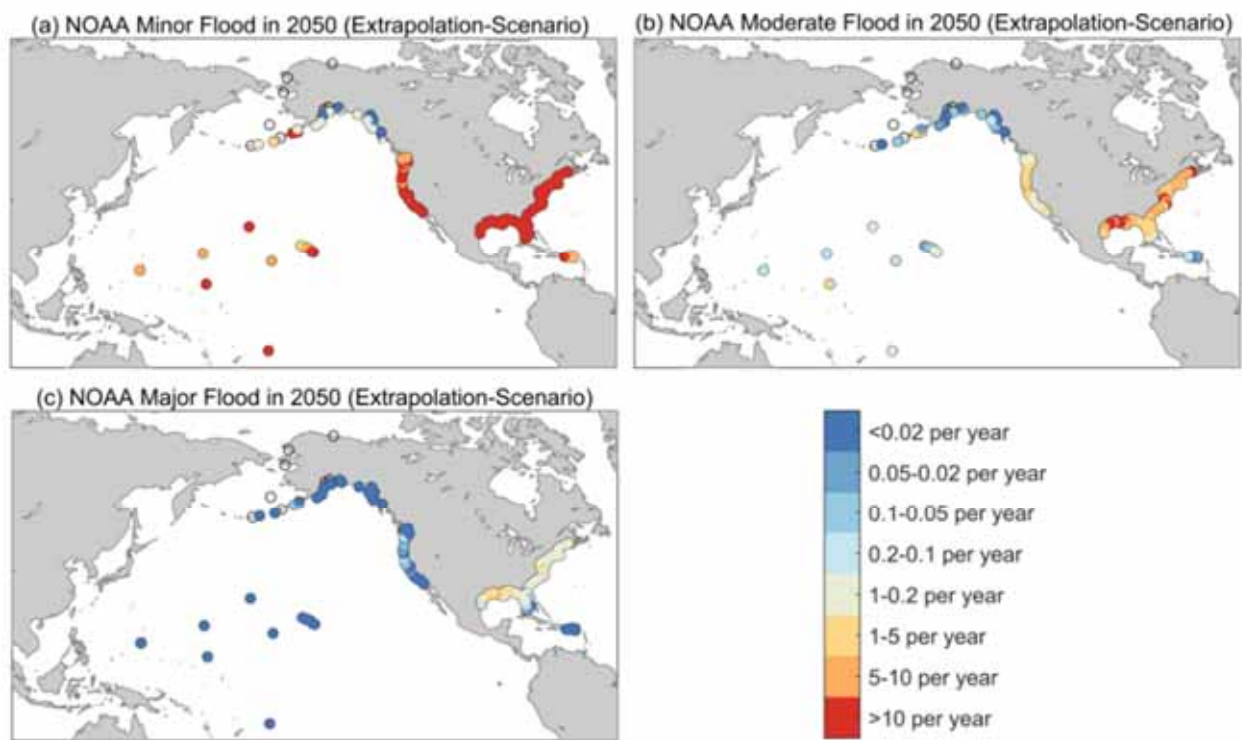 (a) NOAA Minor Flood in 2050 (Extrapolation-Scenario)
(b) NOAA Moderate Flood in 2050 (Extrapolation-Scenario)
(c) NOAA Major Flood in 2050 (Extrapolation-Scenario)
<0.02 per year
0.05-0.02 per year
0.1-0.05 per year
0.2-0.1 per year
1-0.2 per year
1-5 per year
5-10 per year
>10 per year